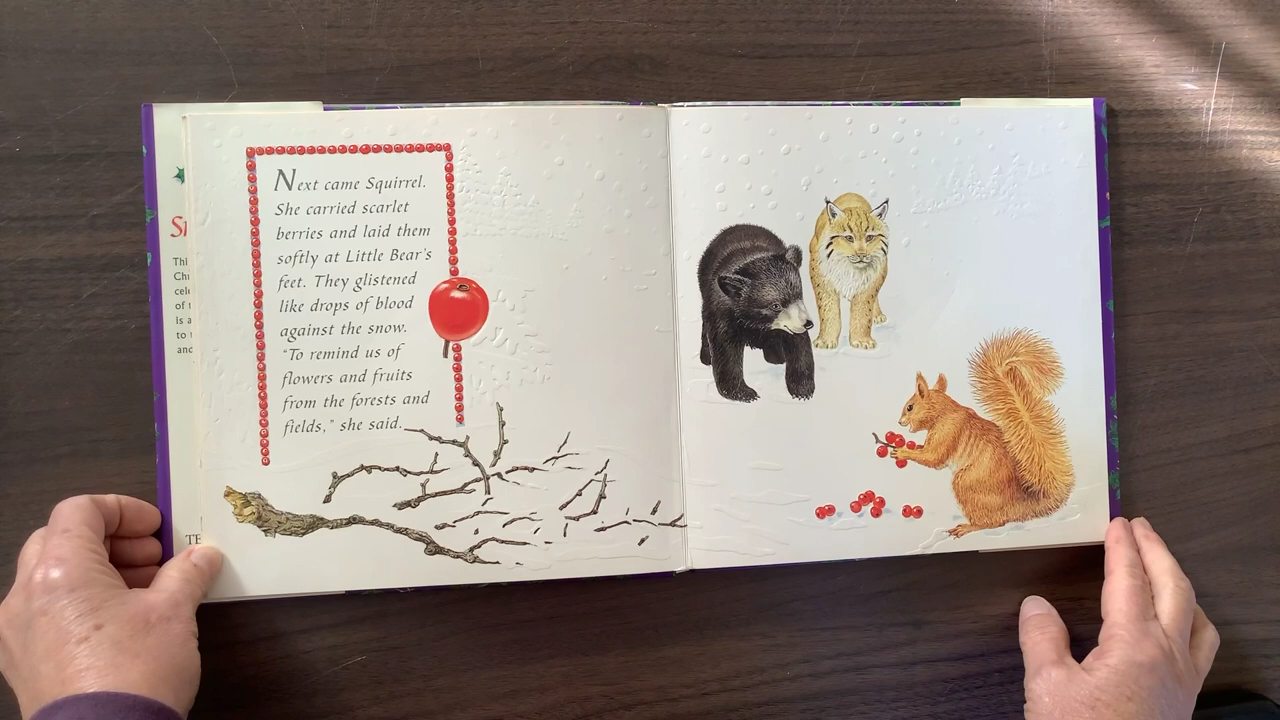 Next came Squirrel.
She carried scarlet
berries and laid them
softly at Little Bear's
feet. They glistened
like drops of blood
against the snow.
"To remind us of
flowers and fruits
from the forests and
fields," she said.